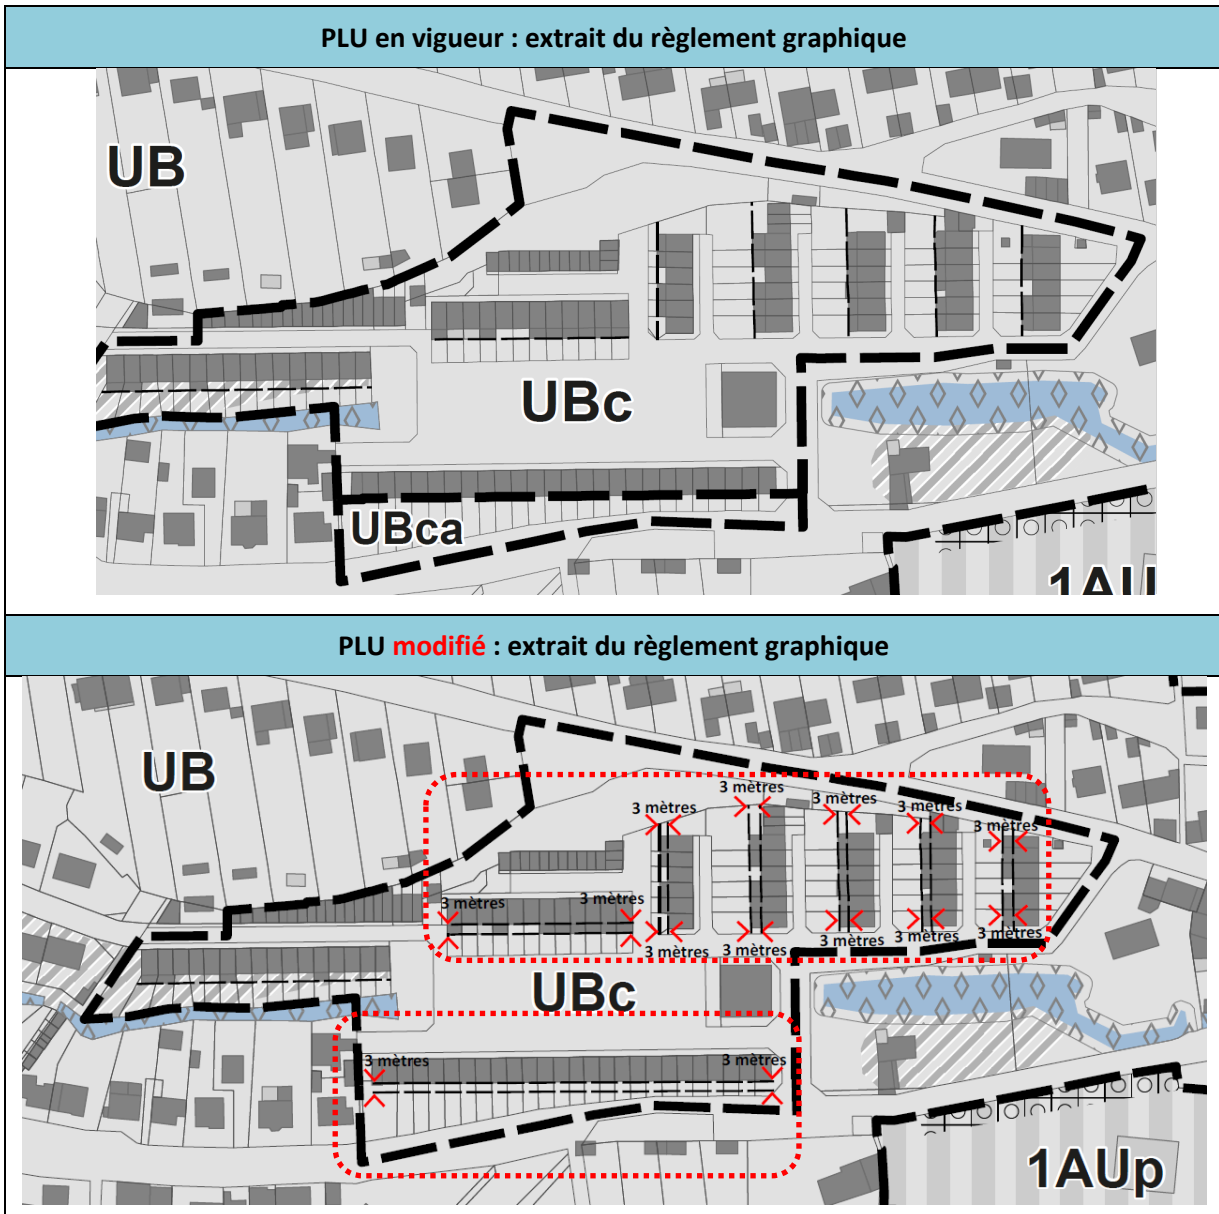 PLU en vigueur : extrait du règlement graphique
UB
UBc
UBca
1AU
PLU modifié : extrait du règlement graphique
UB
3 mètres
3 mètres
3 mètres
3 mètres
3 mètres
3 mètres
3 mètres
3 mètres
3 mètres
3 mètres
3 mètres
3 mètres
UBc
3 mètres
3 mètres
1AUp